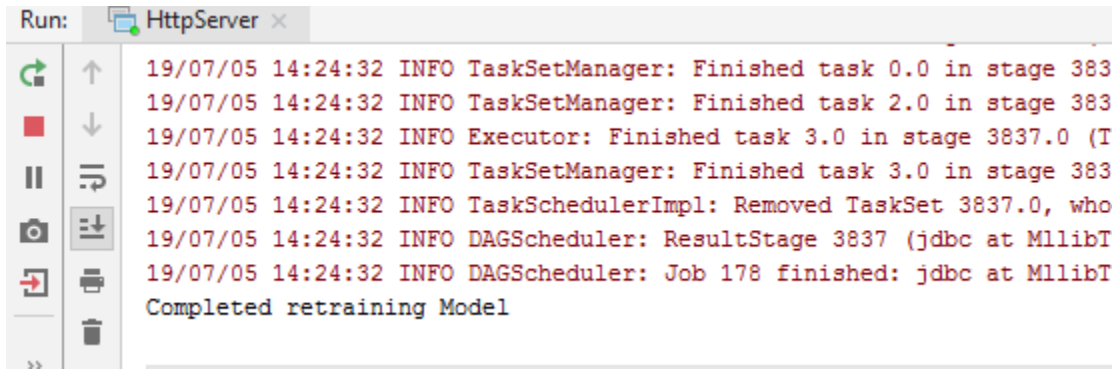 Run: HttpServer
19/07/05 14:24:32 INFO TaskSetManager: Finished task 0.0 in stage 383
19/07/05 14:24:32 INFO TaskSetManager: Finished task 2.0 in stage 383
19/07/05 14:24:32 INFO Executor: Finished task 3.0 in stage 3837.0 (T
19/07/05 14:24:32 INFO TaskSetManager: Finished task 3.0 in stage 383
19/07/05 14:24:32 INFO TaskSchedulerImpl: Removed TaskSet 3837.0, who
19/07/05 14:24:32 INFO DAGScheduler: ResultStage 3837 (jdbc at MllibT
19/07/05 14:24:32 INFO DAGScheduler: Job 178 finished: jdbc at MllibT
Completed retraining Model